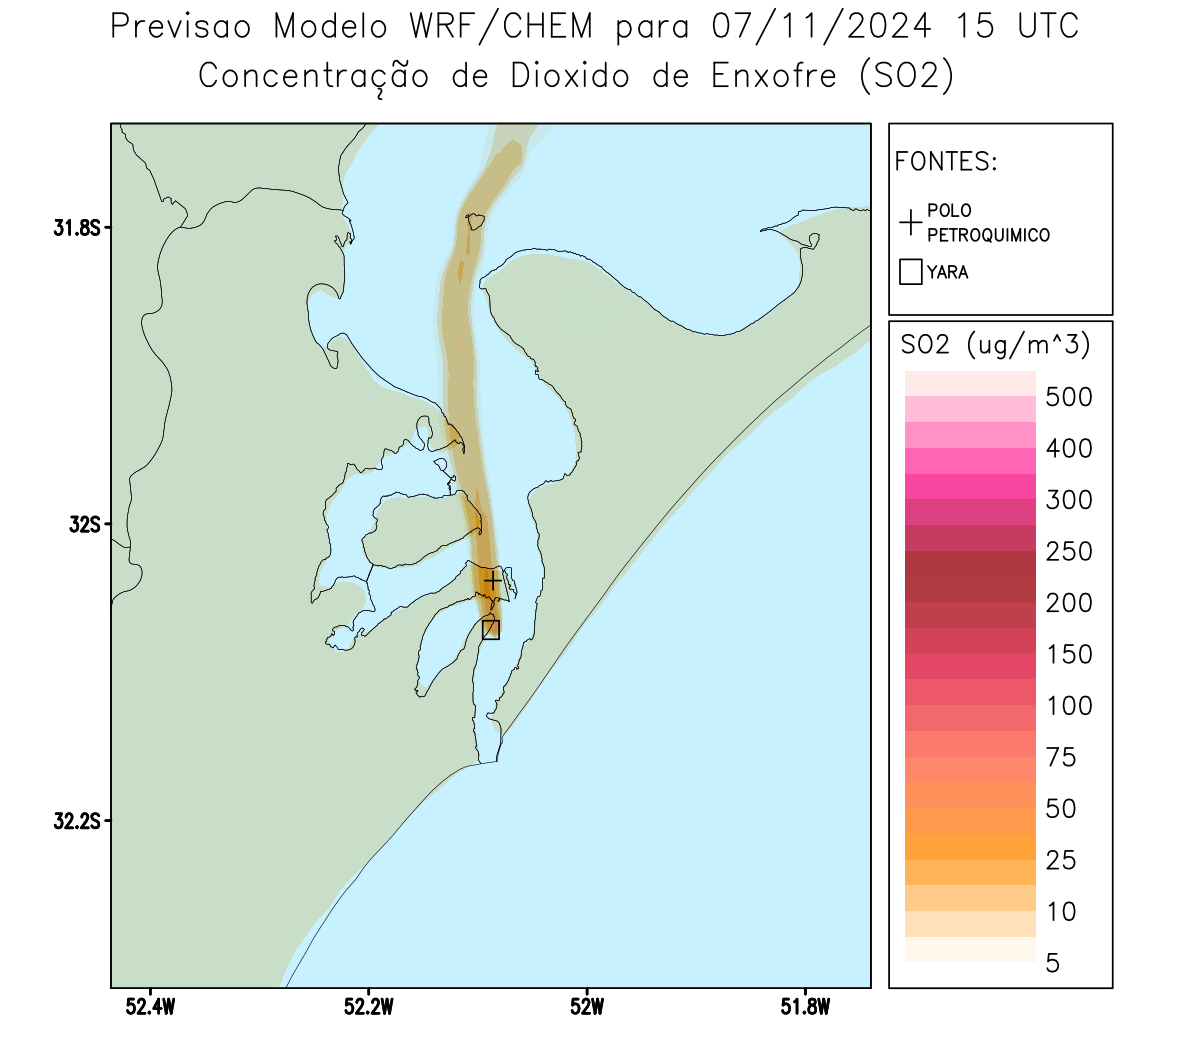 Previsao Modelo WRF/CHEM para 07/11/2024 15 UTC
Concentração de Dioxido de Enxofre (SO2)
FONTES:
POLO
PETROQUIMICO
YARA
SO2 (ug/m^3)
500
400
300
250
200
150
100
75
50
25
10
5
31.8S
32S
32.2S
52.4W
52.2W
52W
51.8W